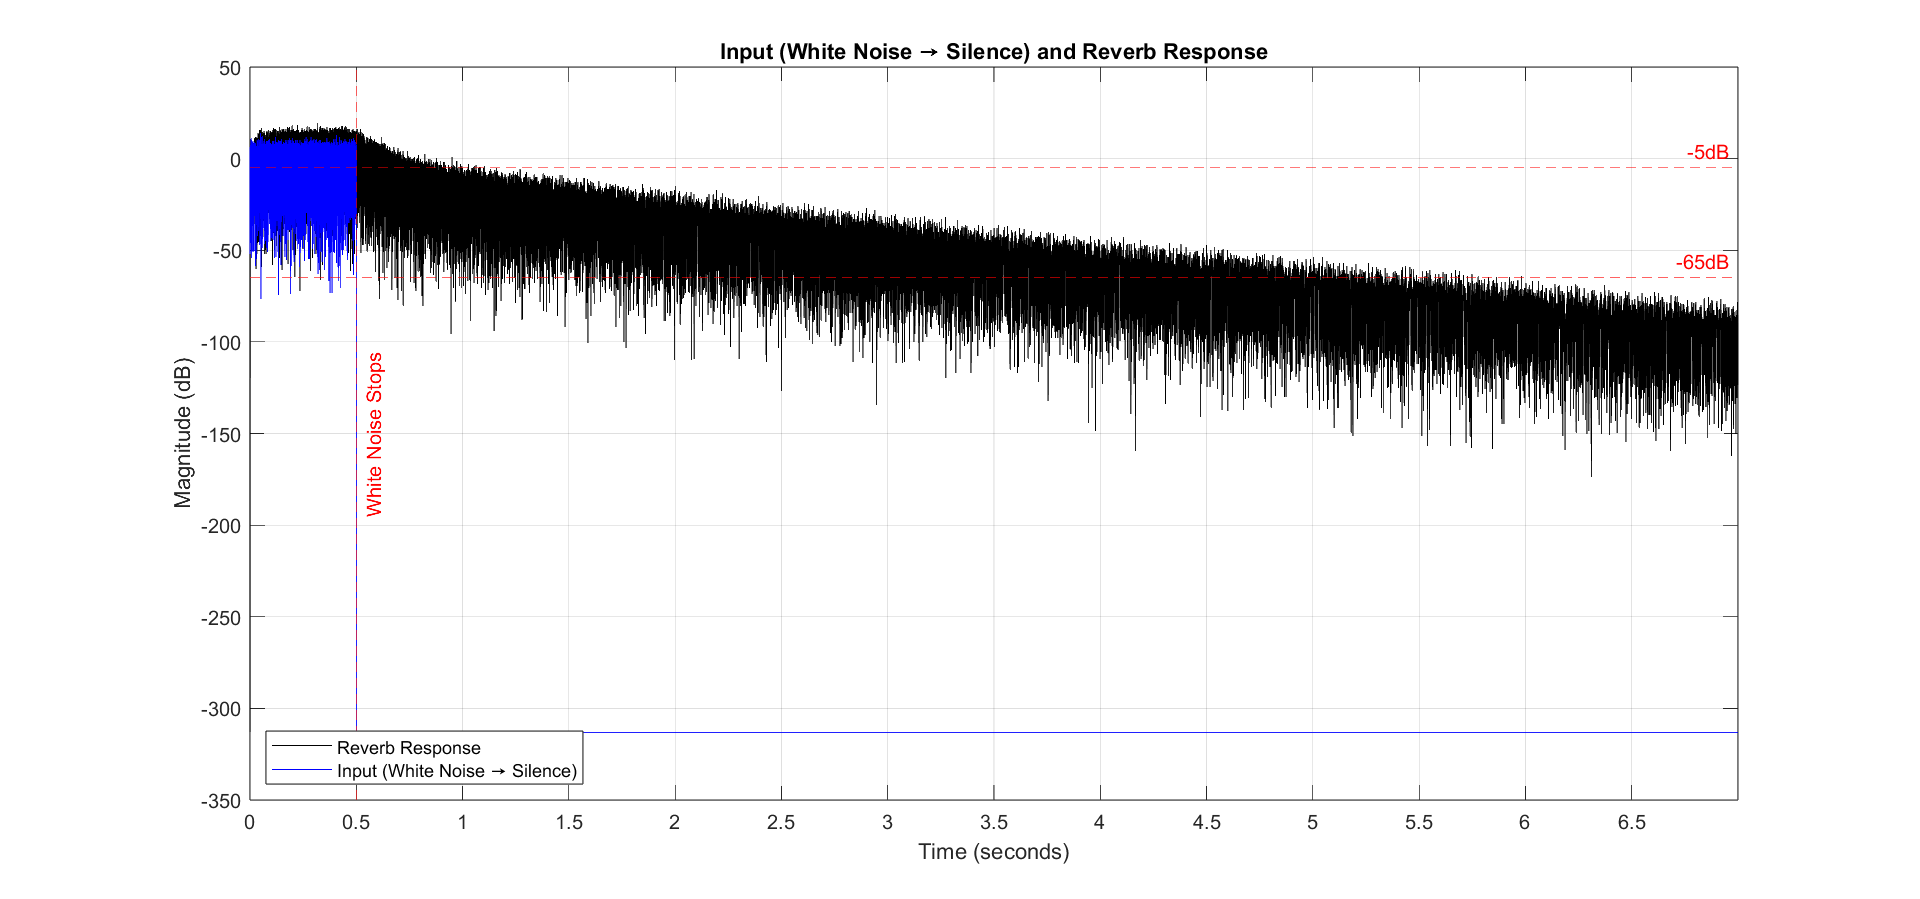 Input (White Noise → Silence) and Reverb Response
50
0
-50
-100
-150
-200
-250
-300
-350
Magnitude (dB)
-5dB
-65dB
White Noise Stops
Reverb Response
Input (White Noise → Silence)
0 0.5 1 1.5 2 2.5 3 3.5 4 4.5 5 5.5 6 6.5
Time (seconds)